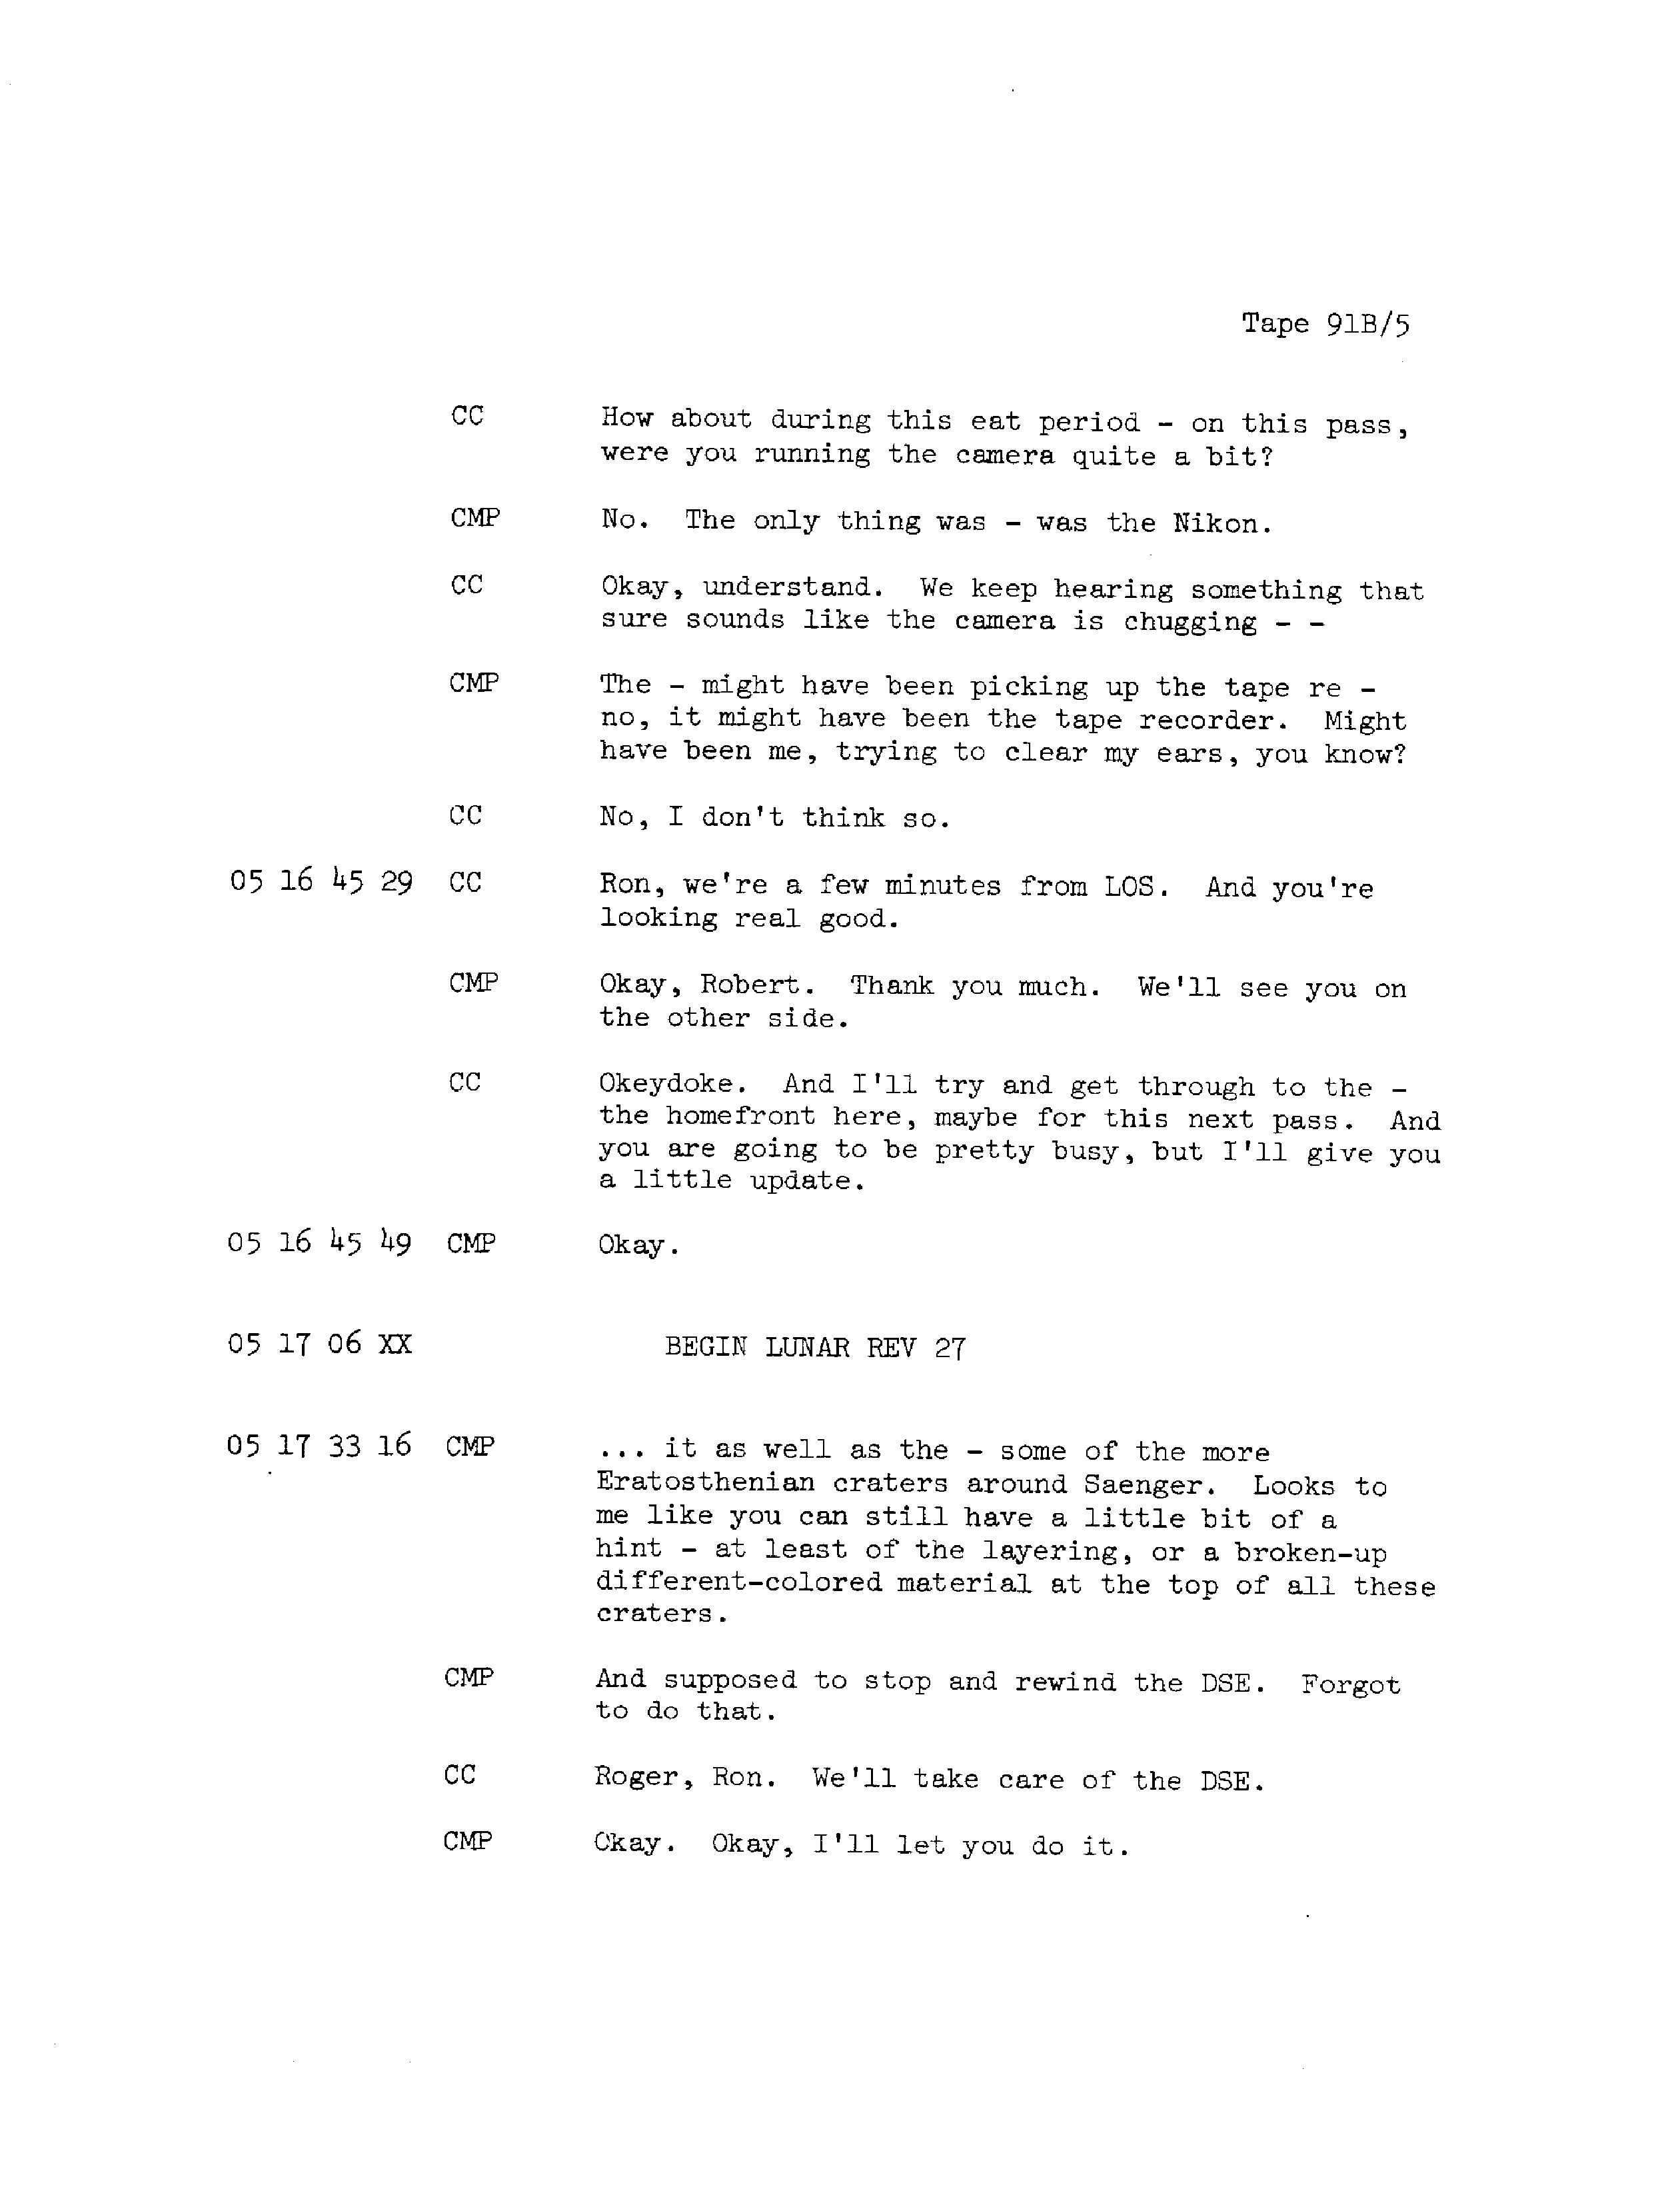 Tape 91B/5
CC How about during this eat period - on this pass,
were you running the camera quite a bit?
CMP No. The only thing was - was the Nikon.
CC Okay, understand. We keep hearing something that
sure sounds like the camera is chugging - -
CMP The - might have been picking up the tape re -
no, it might have been the tape recorder. Might
have been me, trying to clear my ears, you know?
CC No, I don't think so.
05 16 45 29 CC Ron, we're a few minutes from LOS. And you're
looking real good.
CMP Okay, Robert. Thank you much. We'll see you on
the other side.
CC Okeydoke. And I'll try and get through to the -
the homefront here, maybe for this next pass. And
you are going to be pretty busy, but I'll give you
a little update.
05 16 45 49 CMP Okay.
05 17 06 XX BEGIN LUNAR REV 27
05 17 33 16 CMP ... it as well as the - some of the more
Eratosthenian craters around Saenger. Looks to
me like you can still have a little bit of a
hint - at least of the layering, or a broken-up
different-colored material at the top of all these
craters.
CMP And supposed to stop and rewind the DSE. Forgot
to do that.
CC Roger, Ron. We'll take care of the DSE.
CMP Okay. Okay, I'll let you do it.